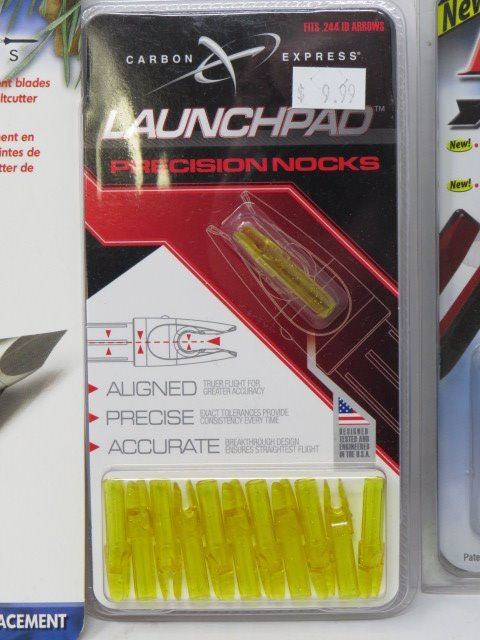 FITS .244 ID ARROWS
CARBON EXPRESS®
$ 9.99
LAUNCHPAD™
PRECISION NOCKS
ALIGNED TRUER FLIGHT FOR
GREATER ACCURACY
PRECISE EXACT TOLERANCES PROVIDE
CONSISTENCY EVERY TIME
ACCURATE BREAKTHROUGH DESIGN
ENSURES STRAIGHTEST FLIGHT
DESIGNED
TESTED AND
ENGINEERED
IN THE U.S.A.
S
nt blades
ltcutter
ent en
intes de
tter de
ACEMENT
New
New!
New!
Pate